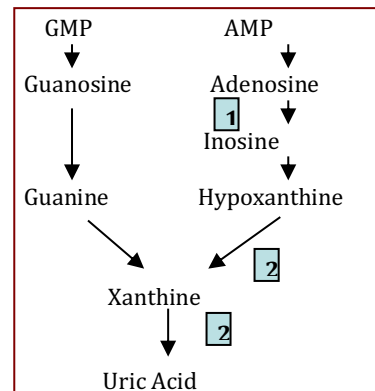 GMP AMP
Guanosine Adenosine
1
Inosine
Guanine Hypoxanthine
2
Xanthine
2
Uric Acid